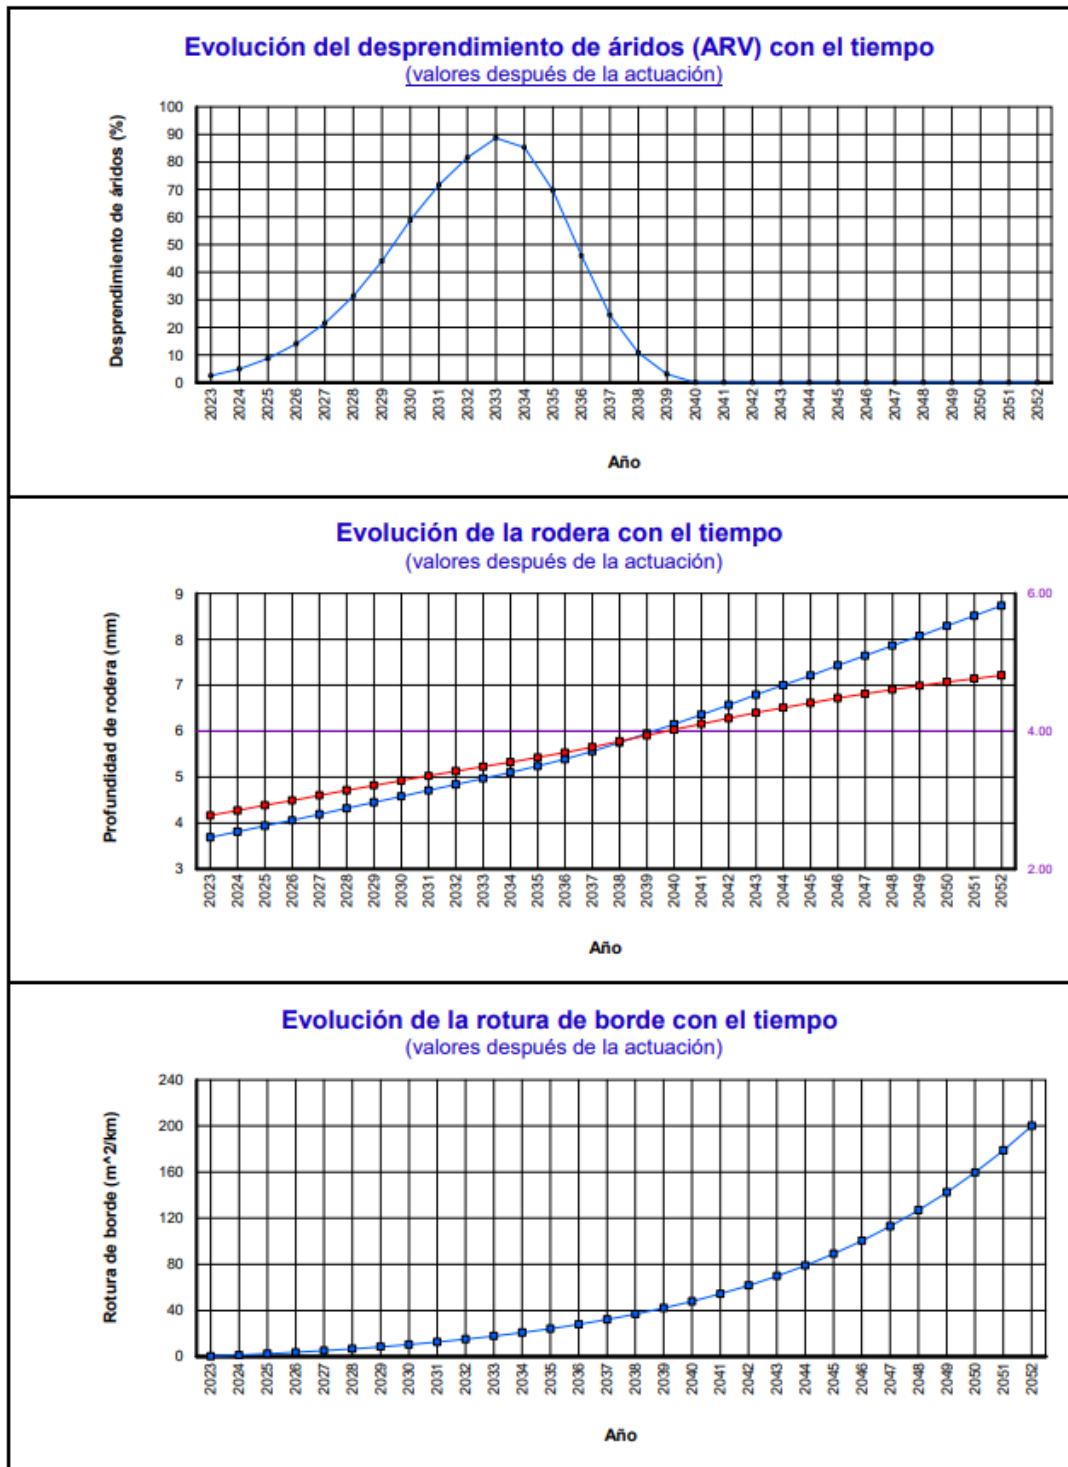 Evolución del desprendimiento de áridos (ARV) con el tiempo
(valores después de la actuación)
Desprendimiento de áridos (%)
100
90
80
70
60
50
40
30
20
10
0
2023 2024 2025 2026 2027 2028 2029 2030 2031 2032 2033 2034 2035 2036 2037 2038 2039 2040 2041 2042 2043 2044 2045 2046 2047 2048 2049 2050 2051 2052
Año
Evolución de la rodera con el tiempo
(valores después de la actuación)
Profundidad de rodera (mm)
9 6.00
8
7
6 4.00
5
4
3 2.00
2023 2024 2025 2026 2027 2028 2029 2030 2031 2032 2033 2034 2035 2036 2037 2038 2039 2040 2041 2042 2043 2044 2045 2046 2047 2048 2049 2050 2051 2052
Año
Evolución de la rotura de borde con el tiempo
(valores después de la actuación)
Rotura de borde (m^2/km)
240
200
160
120
80
40
0
2023 2024 2025 2026 2027 2028 2029 2030 2031 2032 2033 2034 2035 2036 2037 2038 2039 2040 2041 2042 2043 2044 2045 2046 2047 2048 2049 2050 2051 2052
Año